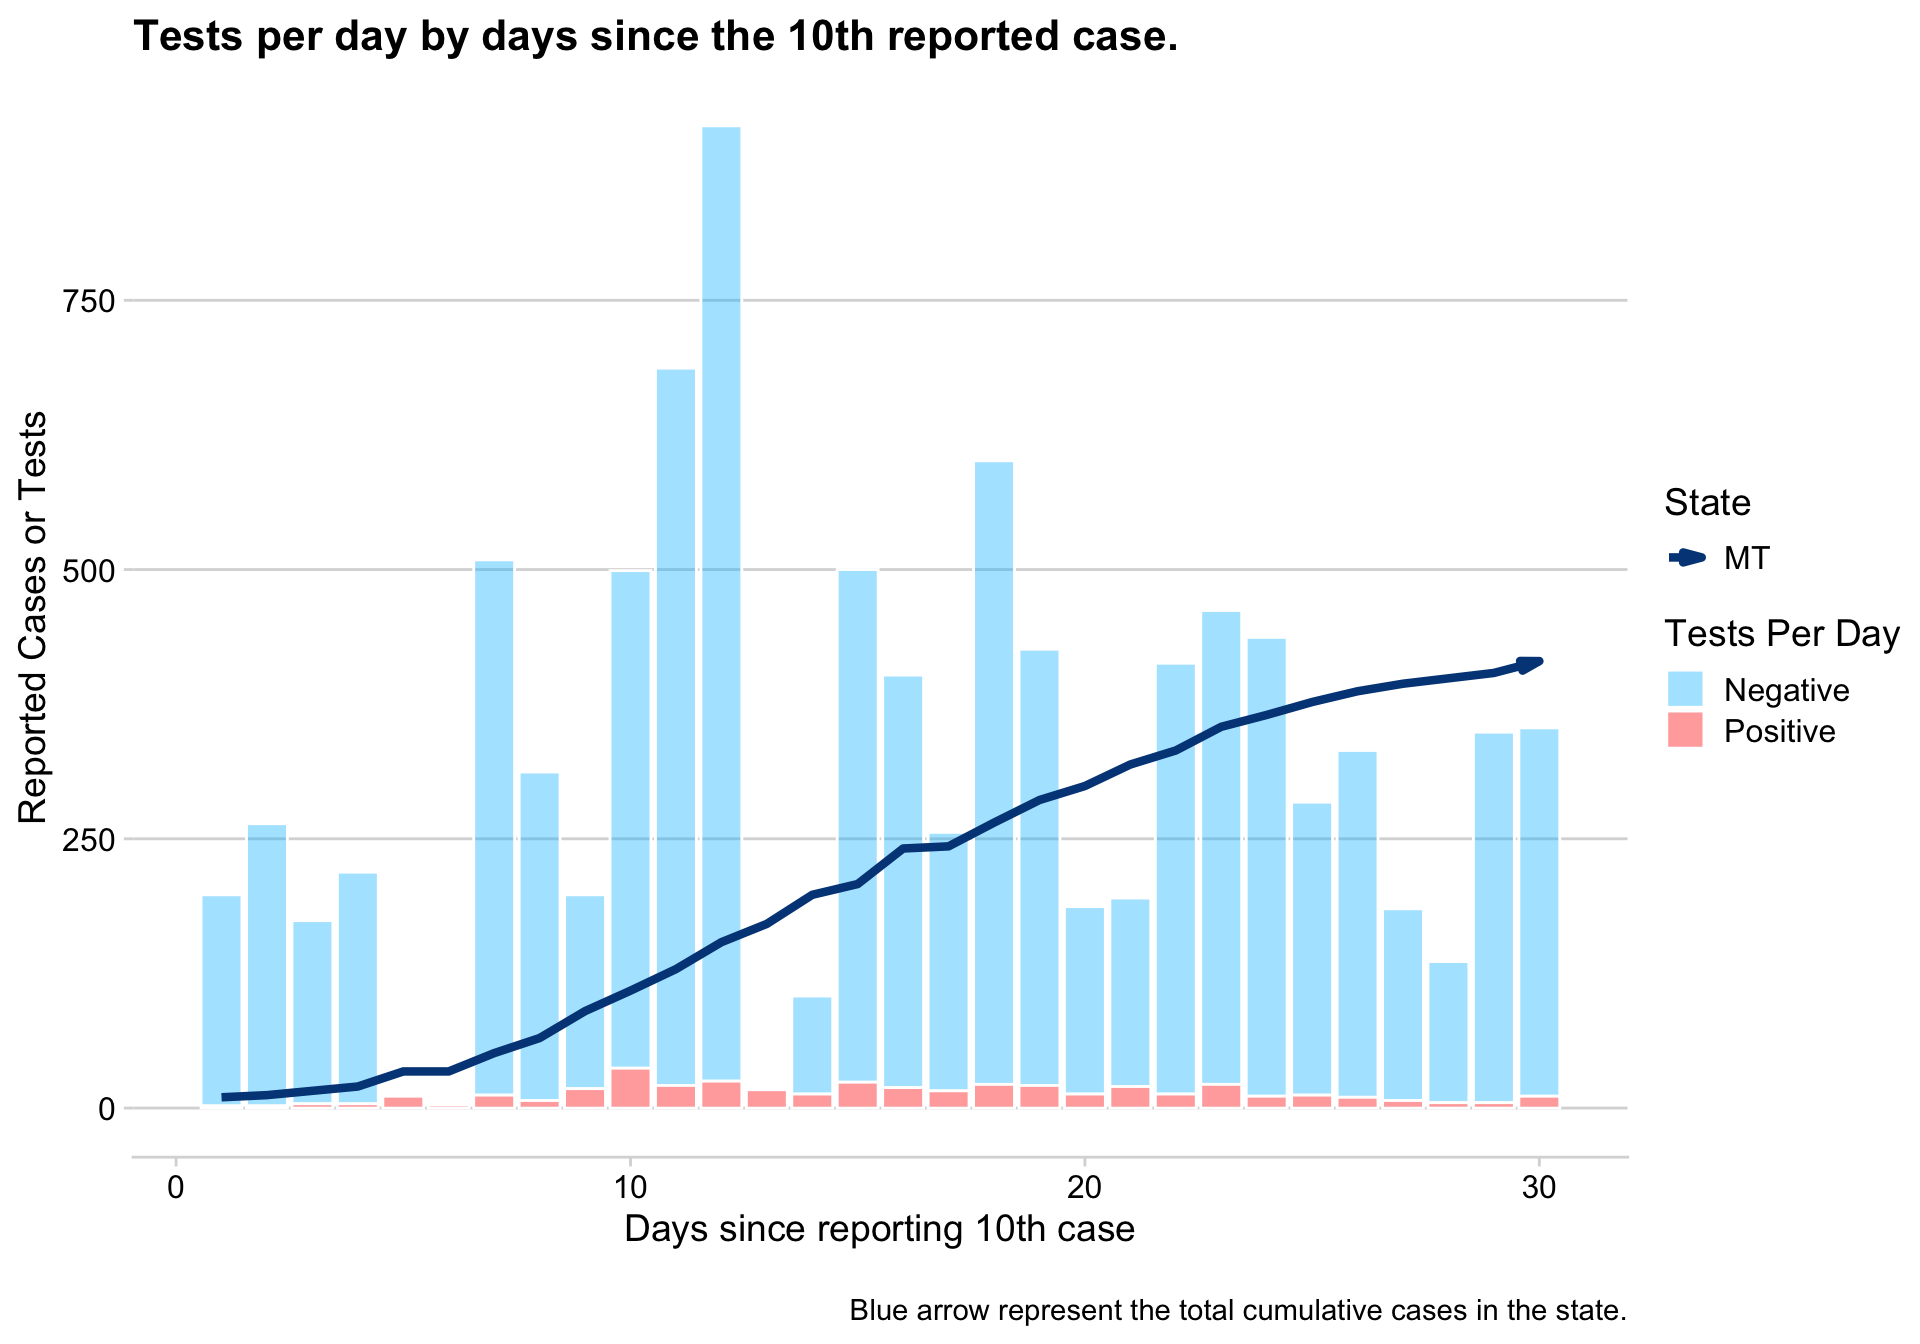 Tests per day by days since the 10th reported case.
Reported Cases or Tests
750
500
250
0
0
10
20
30
Days since reporting 10th case
State
MT
Tests Per Day
Negative
Positive
Blue arrow represent the total cumulative cases in the state.